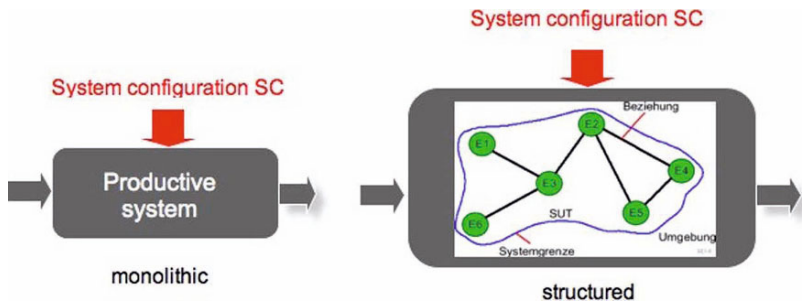 System configuration SC
Productive
system
monolithic
System configuration SC
Beziehung
E1
E2
E3
E4
E5
E6
SUT
Umgebung
Systemgrenze
structured